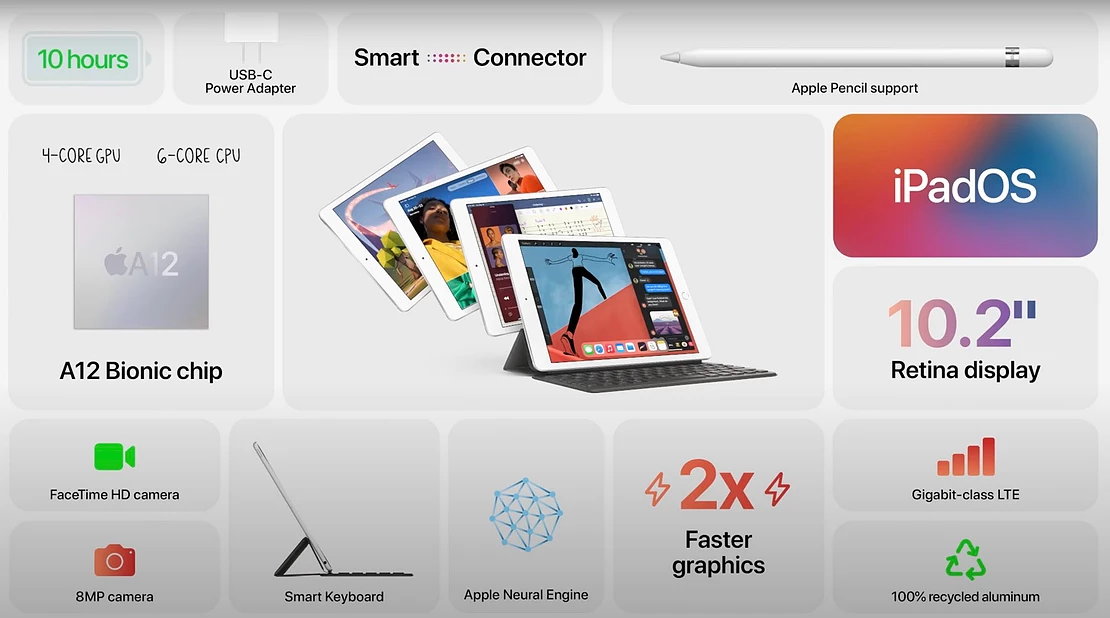 10 hours
USB-C
Power Adapter
Smart Connector
Apple Pencil support
4-CORE GPU 6-CORE CPU
A12
A12 Bionic chip
iPadOS
10.2"
Retina display
FaceTime HD camera
8MP camera
Smart Keyboard
Apple Neural Engine
2x
Faster
graphics
Gigabit-class LTE
100% recycled aluminum